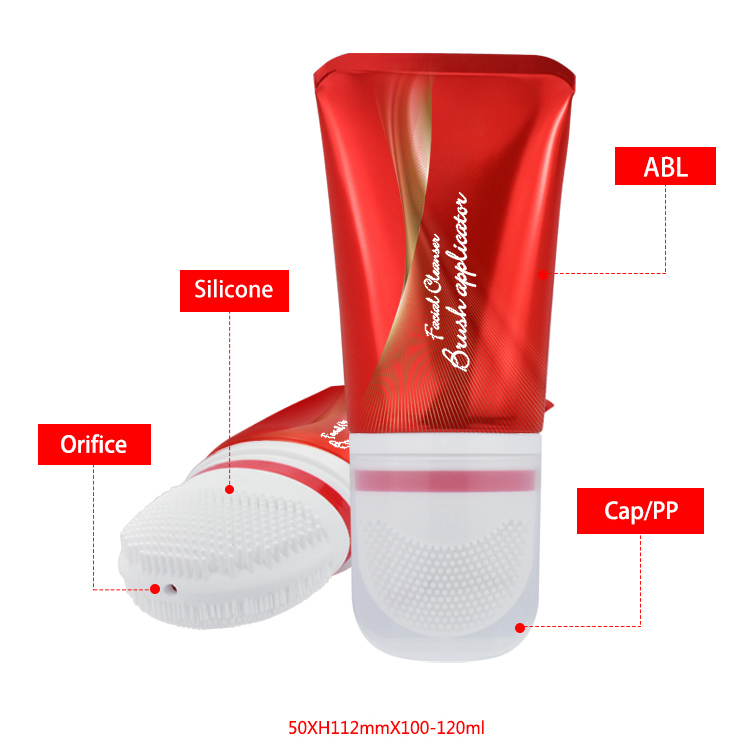 ABL
Silicone
Facial Cleanser
Brush applicator
Orifice
Cap/PP
50XH112mmX100-120ml